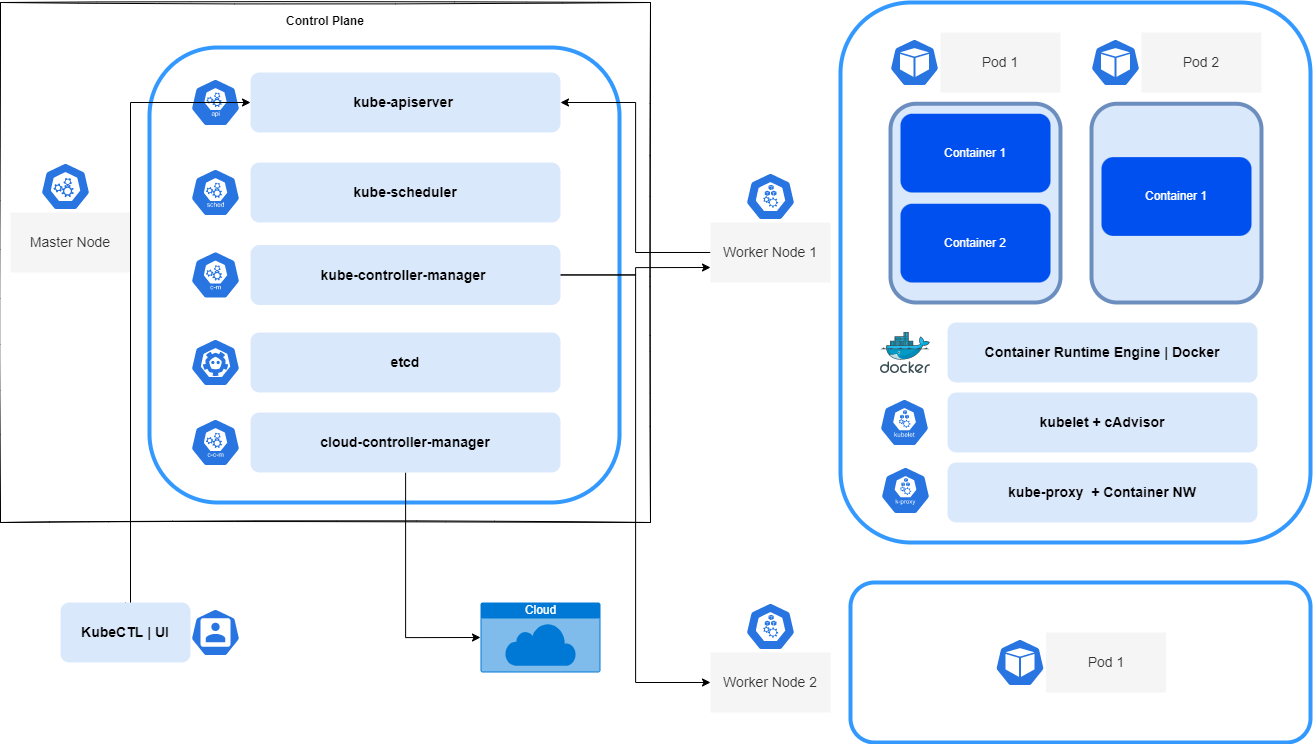 Control Plane
api
kube-apiserver
sched
kube-scheduler
Master Node
c-m
kube-controller-manager
etcd
c-c-m
cloud-controller-manager
KubeCTL | UI
Cloud
Worker Node 1
Worker Node 2
Pod 1
Pod 2
Container 1
Container 2
Container 1
docker
Container Runtime Engine | Docker
kubelet
kubelet + cAdvisor
k-proxy
kube-proxy + Container NW
Pod 1